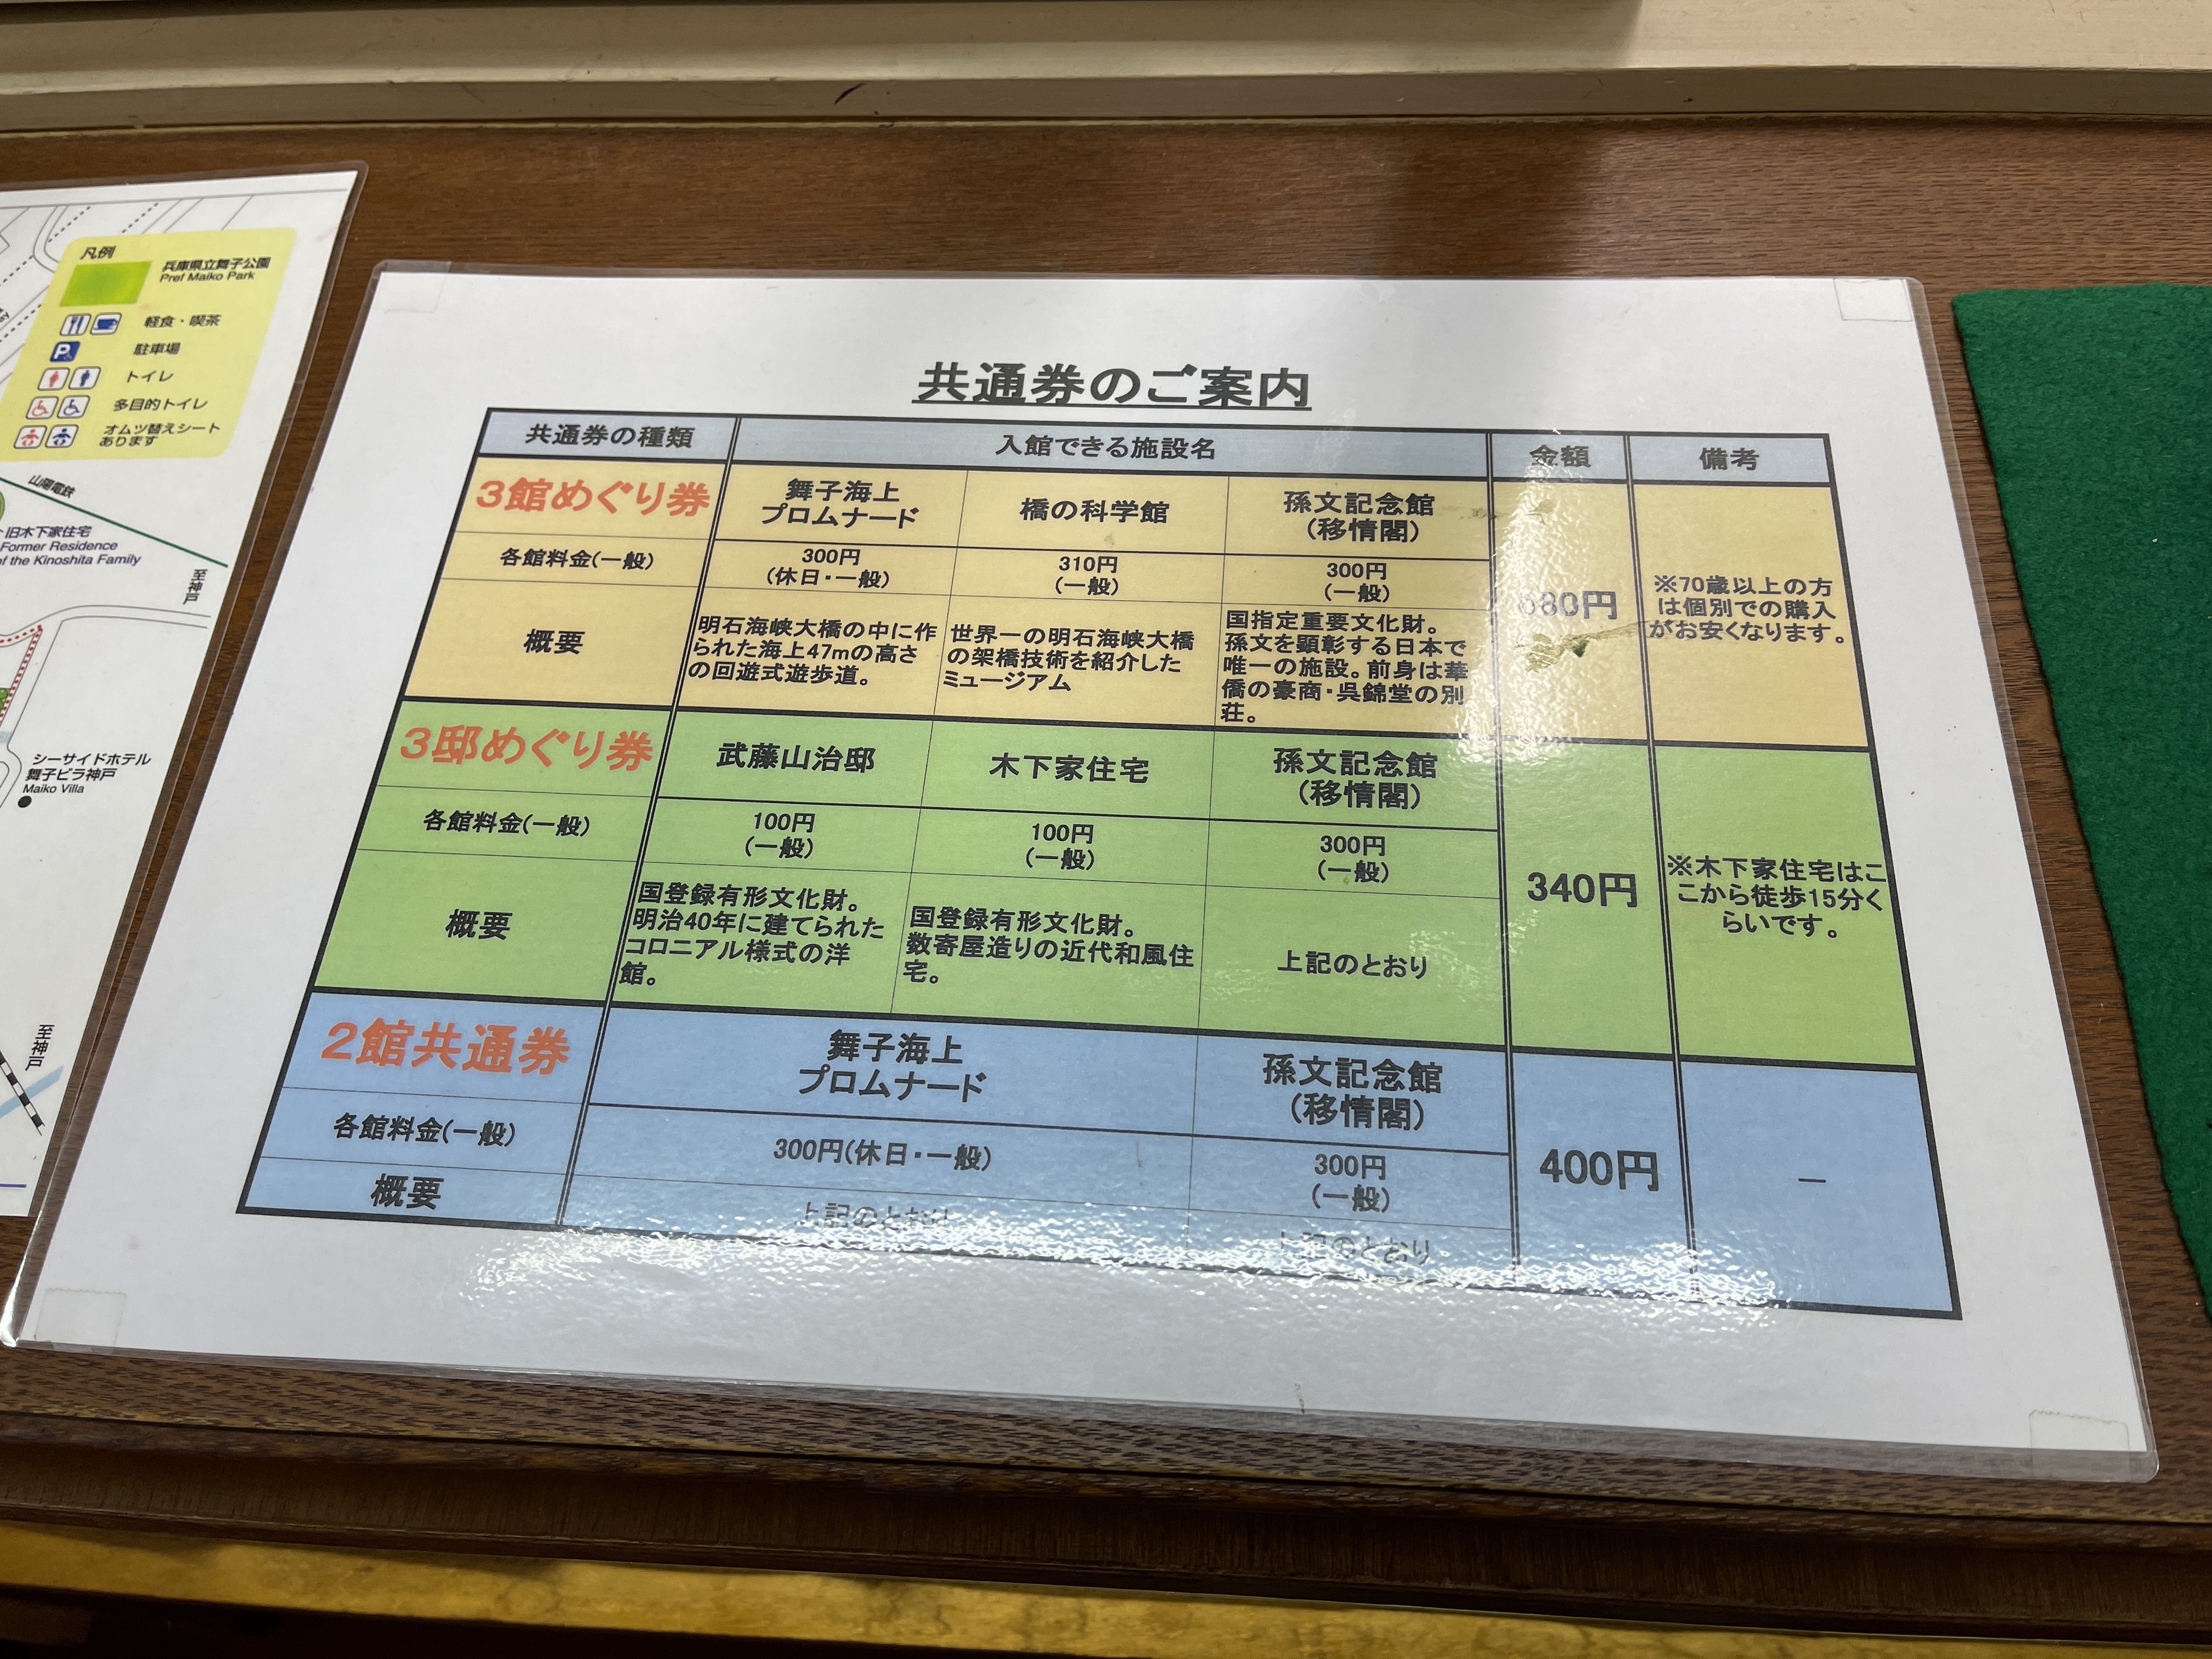 凡例
兵庫県立舞子公園
Pref Maiko Park
軽食・喫茶
駐車場
トイレ
多目的トイレ
オムツ替えシート
あります
山陽電鉄
旧木下家住宅
Former Residence
of the Kinoshita Family
至神戸
シーサイドホテル
舞子ビラ神戸
Maiko Villa
至神戸
共通券のご案内
共通券の種類
入館できる施設名
金額
備考
3館めぐり券
舞子海上
プロムナード
橋の科学館
孫文記念館
(移情閣)
各館料金(一般)
300円
(休日・一般)
310円
(一般)
300円
(一般)
680円
※70歳以上の方
は個別での購入
がお安くなります。
概要
明石海峡大橋の中に作
られた海上47mの高さ
の回遊式遊歩道。
世界一の明石海峡大橋
の架橋技術を紹介した
ミュージアム
国指定重要文化財。
孫文を顕彰する日本で
唯一の施設。前身は華
僑の豪商・呉錦堂の別
荘。
3邸めぐり券
武藤山治邸
木下家住宅
孫文記念館
(移情閣)
各館料金(一般)
100円
(一般)
100円
(一般)
300円
(一般)
340円
※木下家住宅はこ
こから徒歩15分く
らいです。
概要
国登録有形文化財。
明治40年に建てられた
コロニアル様式の洋
館。
国登録有形文化財。
数寄屋造りの近代和風住
宅。
上記のとおり
2館共通券
舞子海上
プロムナード
孫文記念館
(移情閣)
各館料金(一般)
300円(休日・一般)
300円
(一般)
400円
―
概要
上記のとおり
上記のとおり